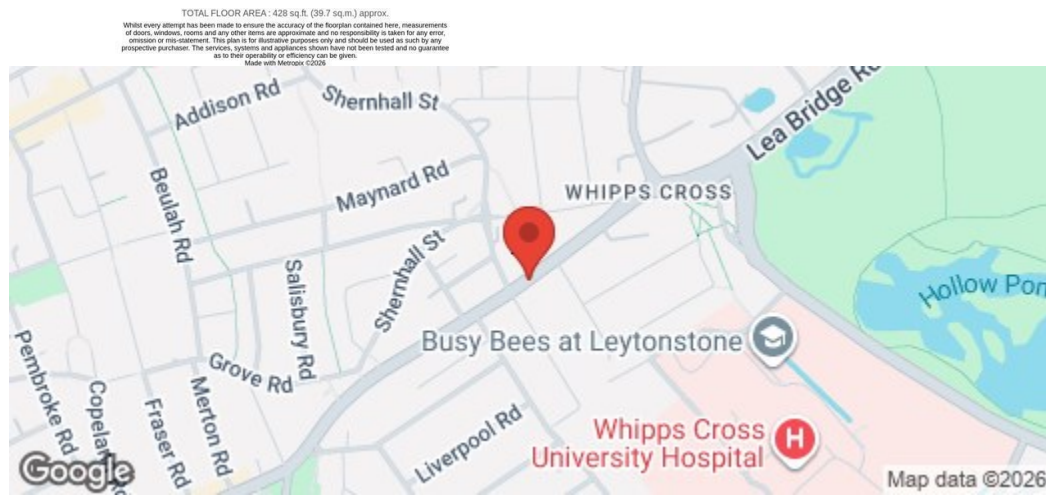 TOTAL FLOOR AREA : 428 sq.ft. (39.7 sq.m.) approx.
Whilst every attempt has been made to ensure the accuracy of the floorplan contained here, measurements
of doors, windows, rooms and any other items are approximate and no responsibility is taken for any error,
omission or mis-statement. This plan is for illustrative purposes only and should be used as such by any
prospective purchaser. The services, systems and appliances shown have not been tested and no guarantee
as to their operability or efficiency can be given.
Made with Metropix ©2026
Addison Rd
Shernhall St
Lea Bridge
Beulah Rd
Maynard Rd
WHIPPS CROSS
Shernhall St
Salisbury Rd
Hollow Pon
Busy Bees at Leytonstone
Pembroke Rd
Grove Rd
Merton Rd
Fraser Rd
Liverpool Rd
Whipps Cross
University Hospital
H
Google
Map data ©2026